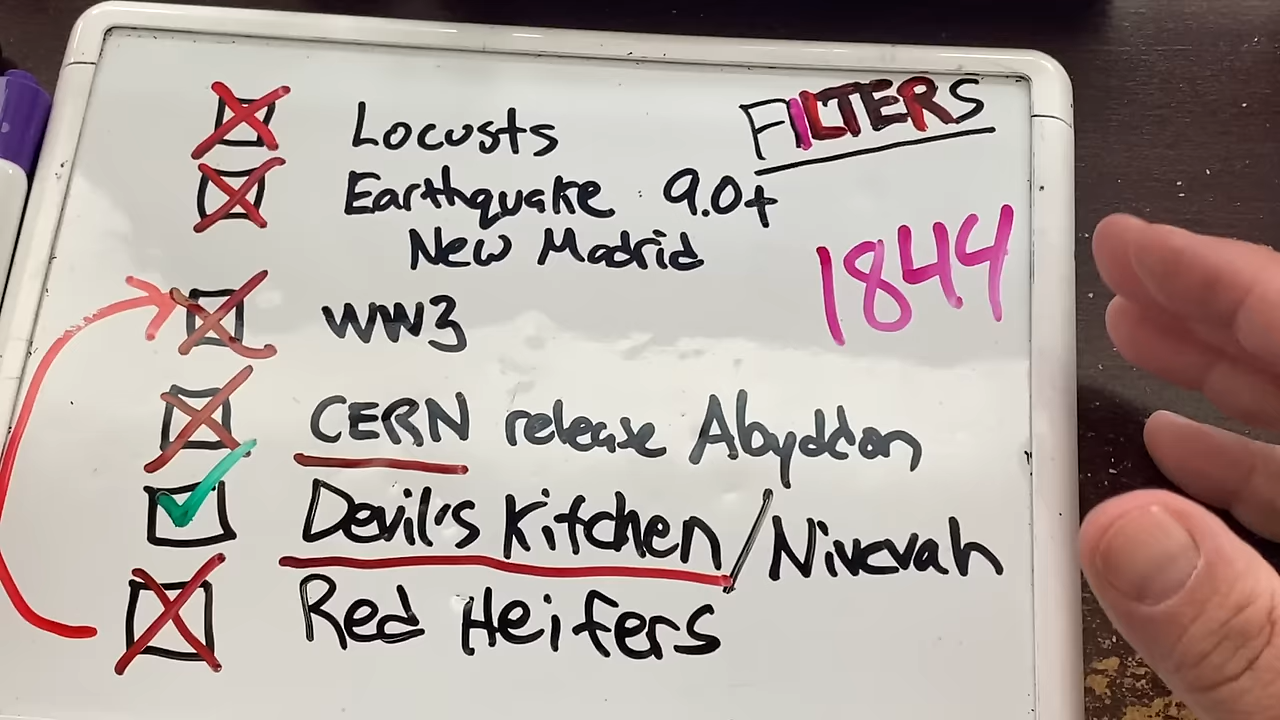 FILTERS
Locusts
Earthquake 9.0+
New Madrid
1844
WW3
CERN release Abyddon
Devil's Kitchen/Nivevah
Red Heifers